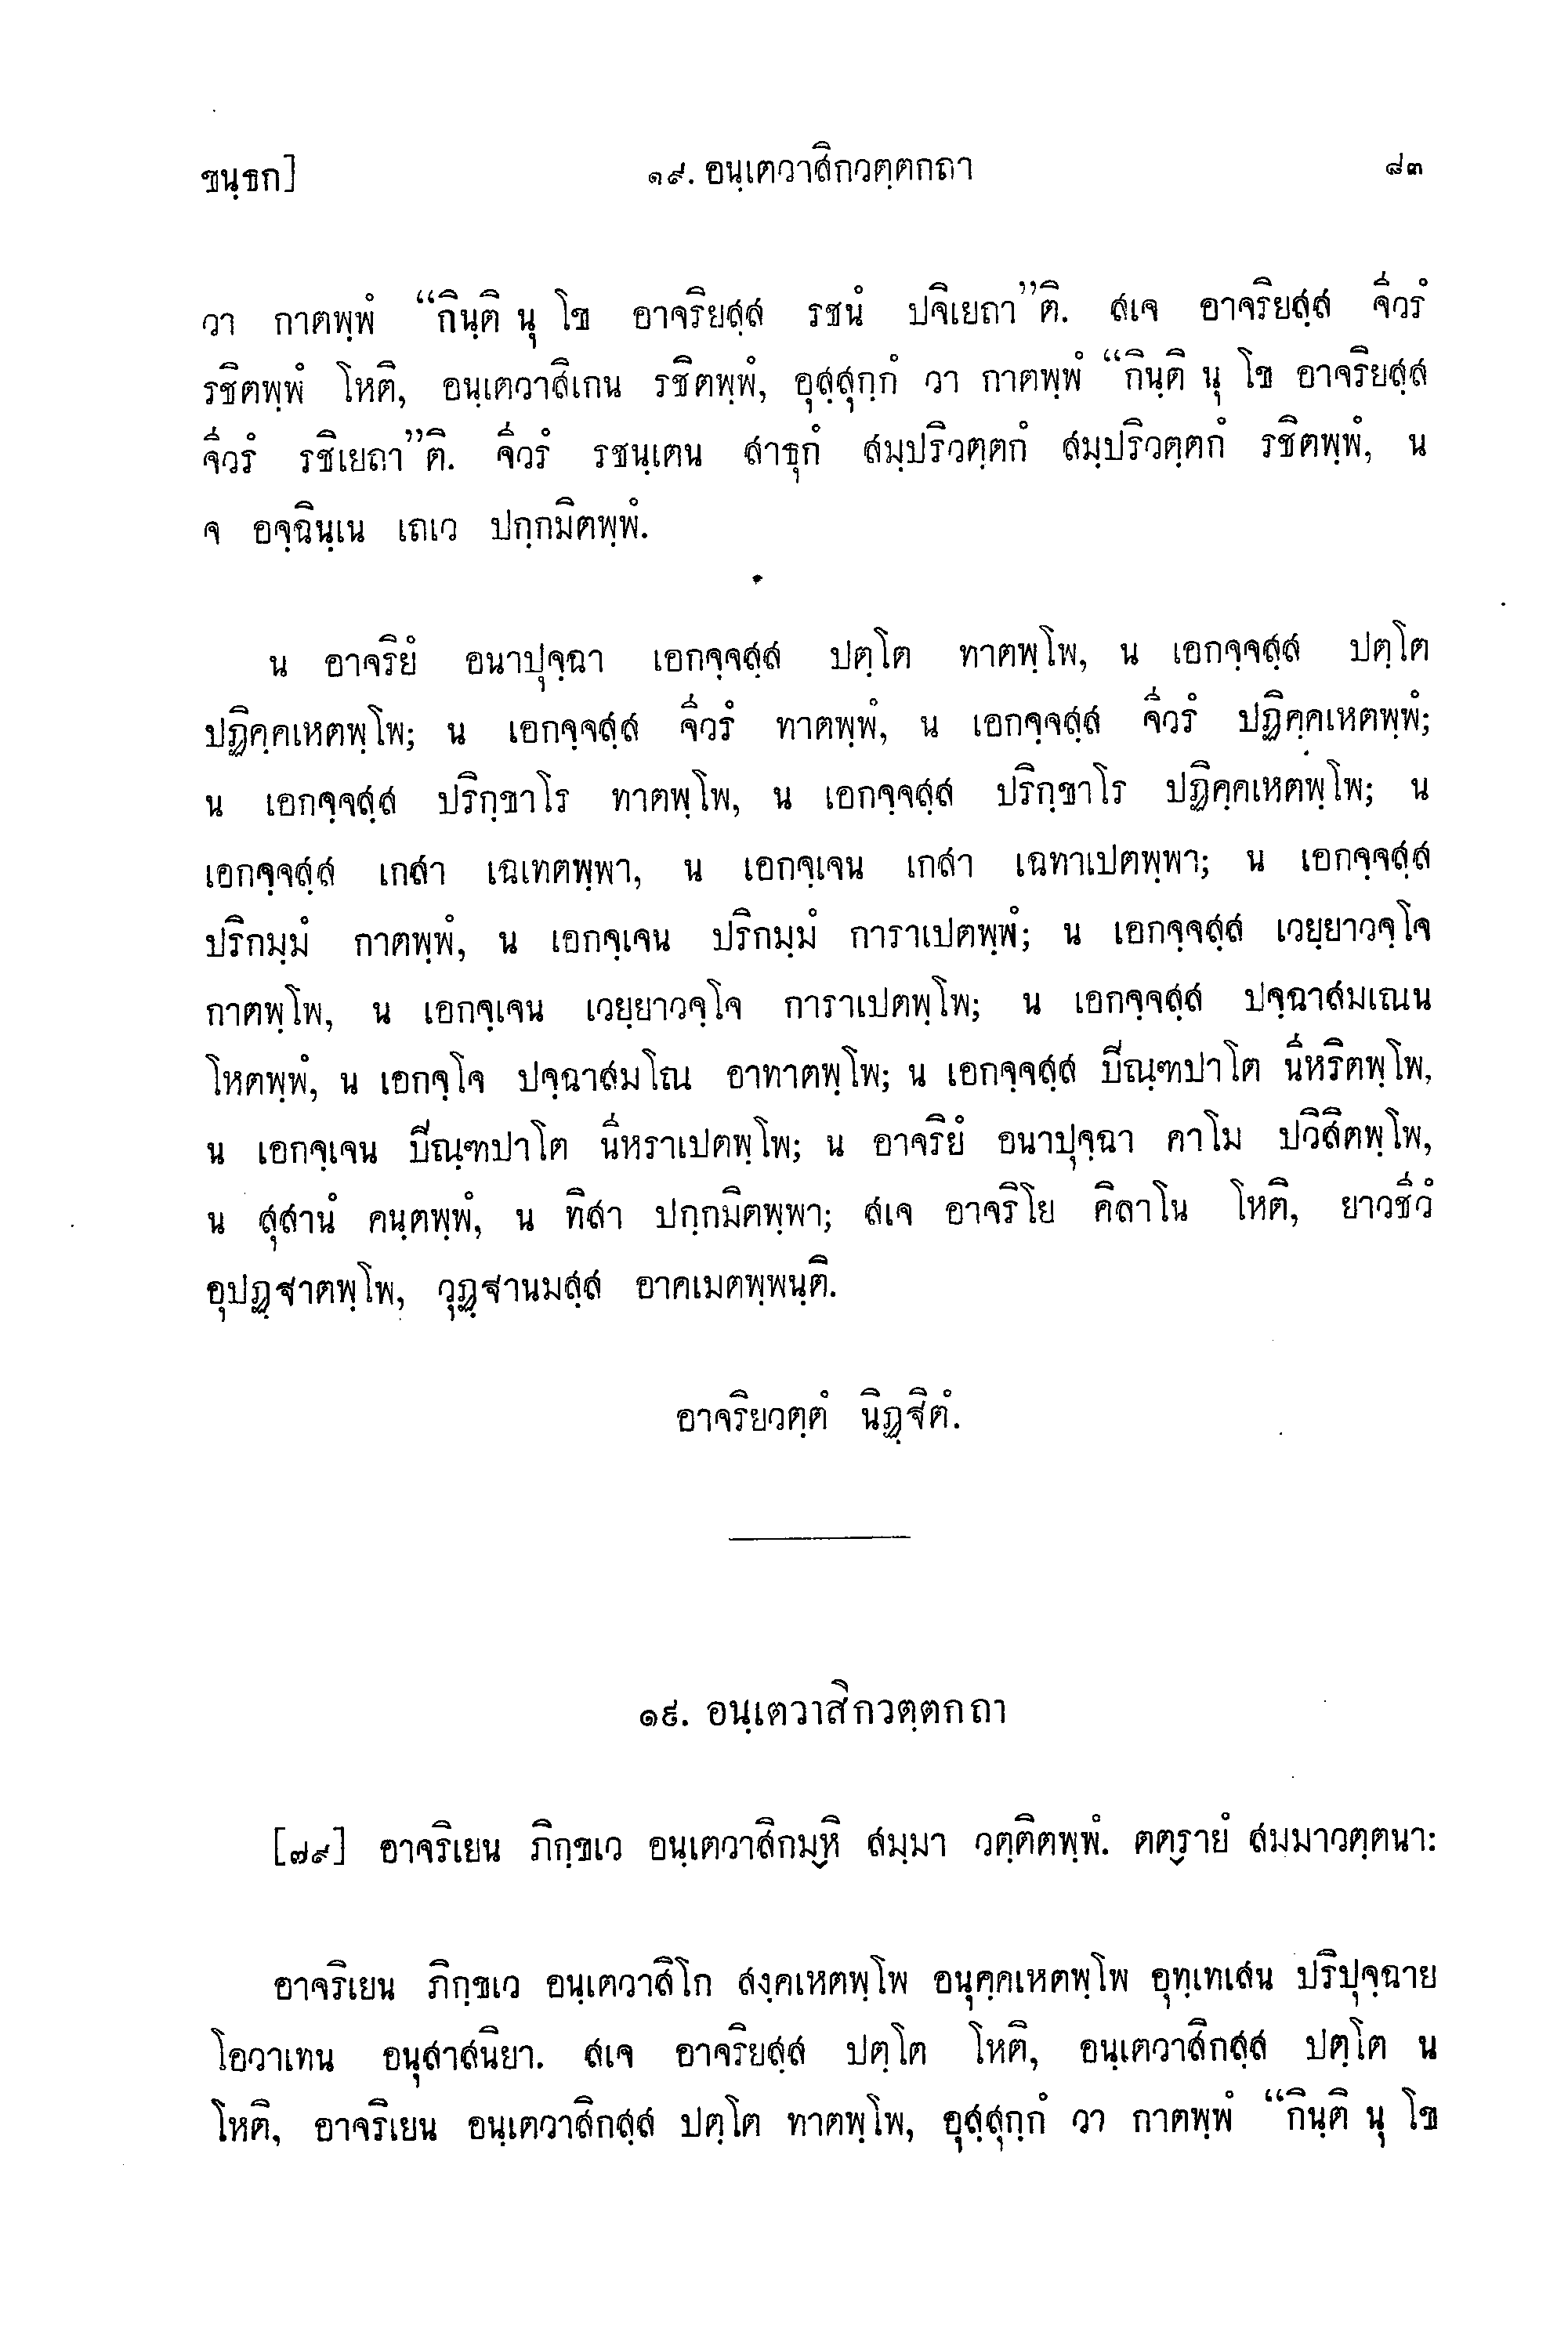 ขนฺธก]
๑๙. อนฺเตวาสิกวตฺตกถา
๘๓
วา กาตพฺพํ “กินฺติ นุ โข อาจริยสฺส รชนํ ปจิเยถา”ติ. สเจ อาจริยสฺส จีวรํ
รชิตพฺพํ โหติ, อนฺเตวาสิเกน รชิตพฺพํ, อุสฺสุกฺกํ วา กาตพฺพํ “กินฺติ นุ โข อาจริยสฺส
จีวรํ รชิเยถา”ติ. จีวรํ รชนฺเตน สาธุกํ สมฺปริวตฺตกํ สมฺปริวตฺตกํ รชิตพฺพํ, น
จ อจฺฉินฺเน เถเว ปกฺกมิตพฺพํ.
น อาจริยํ อนาปุจฺฉา เอกจฺจสฺส ปตฺโต ทาตพฺโพ, น เอกจฺจสฺส ปตฺโต
ปฏิคฺคเหตพฺโพ; น เอกจฺจสฺส จีวรํ ทาตพฺพํ, น เอกจฺจสฺส จีวรํ ปฏิคฺคเหตพฺพํ;
น เอกจฺจสฺส ปริกฺขาโร ทาตพฺโพ, น เอกจฺจสฺส ปริกฺขาโร ปฏิคฺคเหตพฺโพ; น
เอกจฺจสฺส เกสา เฉเทตพฺพา, น เอกจฺเจน เกสา เฉทาเปตพฺพา; น เอกจฺจสฺส
ปริกมฺมํ กาตพฺพํ, น เอกจฺเจน ปริกมฺมํ การาเปตพฺพํ; น เอกจฺจสฺส เวยฺยาวจฺโจ
กาตพฺโพ, น เอกจฺเจน เวยฺยาวจฺโจ การาเปตพฺโพ; น เอกจฺจสฺส ปจฺฉาสมเณน
โหตพฺพํ, น เอกจฺโจ ปจฺฉาสมโณ อาทาตพฺโพ; น เอกจฺจสฺส ปิณฺฑปาโต นีหริตพฺโพ,
น เอกจฺเจน ปิณฺฑปาโต นีหราเปตพฺโพ; น อาจริยํ อนาปุจฺฉา คาโม ปวิสิตพฺโพ,
น สุสานํ คนฺตพฺพํ, น ทิสา ปกฺกมิตพฺพา; สเจ อาจริโย คิลาโน โหติ, ยาวชีวํ
อุปฏฺฐาตพฺโพ, วุฏฺฐานมสฺส อาคเมตพฺพนฺติ.
อาจริยวตฺตํ นิฏฺฐิตํ.
๑๙. อนฺเตวาสิกวตฺตกถา
[๗๙] อาจริเยน ภิกฺขเว อนฺเตวาสิกมฺหิ สมฺมา วตฺติตพฺพํ. ตตฺรายํ สมฺมาวตฺตนา:
อาจริเยน ภิกฺขเว อนฺเตวาสิโก สงฺคเหตพฺโพ อนุคฺคเหตพฺโพ อุทฺเทเสน ปริปุจฺฉาย
โอวาเทน อนุสาสนิยา. สเจ อาจริยสฺส ปตฺโต โหติ, อนฺเตวาสิกสฺส ปตฺโต น
โหติ, อาจริเยน อนฺเตวาสิกสฺส ปตฺโต ทาตพฺโพ, อุสฺสุกฺกํ วา กาตพฺพํ “กินฺติ นุ โข